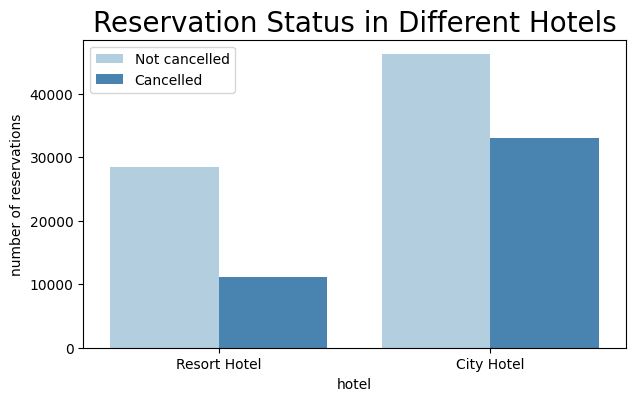 Reservation Status in Different Hotels
Not cancelled
Cancelled
number of reservations
40000
30000
20000
10000
0
Resort Hotel
City Hotel
hotel